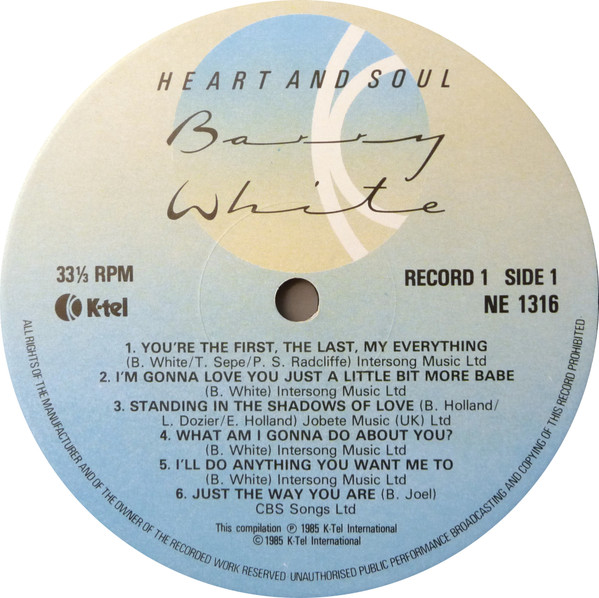 HEART AND SOUL
Barry
White
33⅓ RPM
K-tel
RECORD 1 SIDE 1
NE 1316
1. YOU'RE THE FIRST, THE LAST, MY EVERYTHING
(B. White/T. Sepe/P. S. Radcliffe) Intersong Music Ltd
2. I'M GONNA LOVE YOU JUST A LITTLE BIT MORE BABE
(B. White) Intersong Music Ltd
3. STANDING IN THE SHADOWS OF LOVE (B. Holland/
L. Dozier/E. Holland) Jobete Music (UK) Ltd
4. WHAT AM I GONNA DO ABOUT YOU?
(B. White) Intersong Music Ltd
5. I'LL DO ANYTHING YOU WANT ME TO
(B. White) Intersong Music Ltd
6. JUST THE WAY YOU ARE (B. Joel)
CBS Songs Ltd
This compilation ℗ 1985 K-Tel International
© 1985 K-Tel International
ALL RIGHTS OF THE MANUFACTURER AND OF THE OWNER OF THE RECORDED WORK RESERVED UNAUTHORISED PUBLIC PERFORMANCE BROADCASTING AND COPYING OF THIS RECORD PROHIBITED